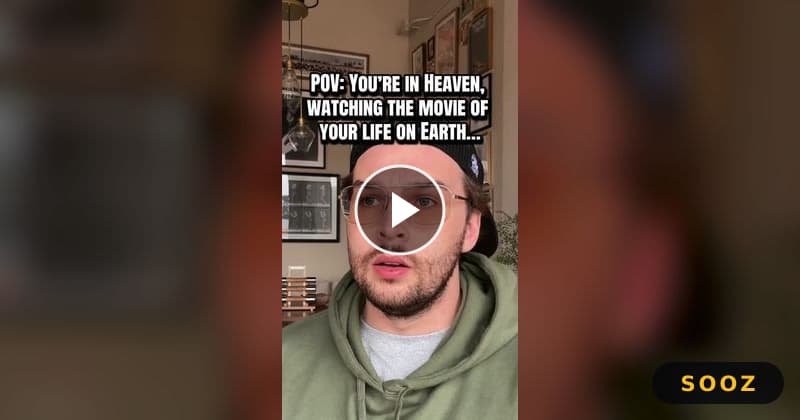 POV: You're in Heaven,
watching the movie of
your life on Earth...
SOOZ